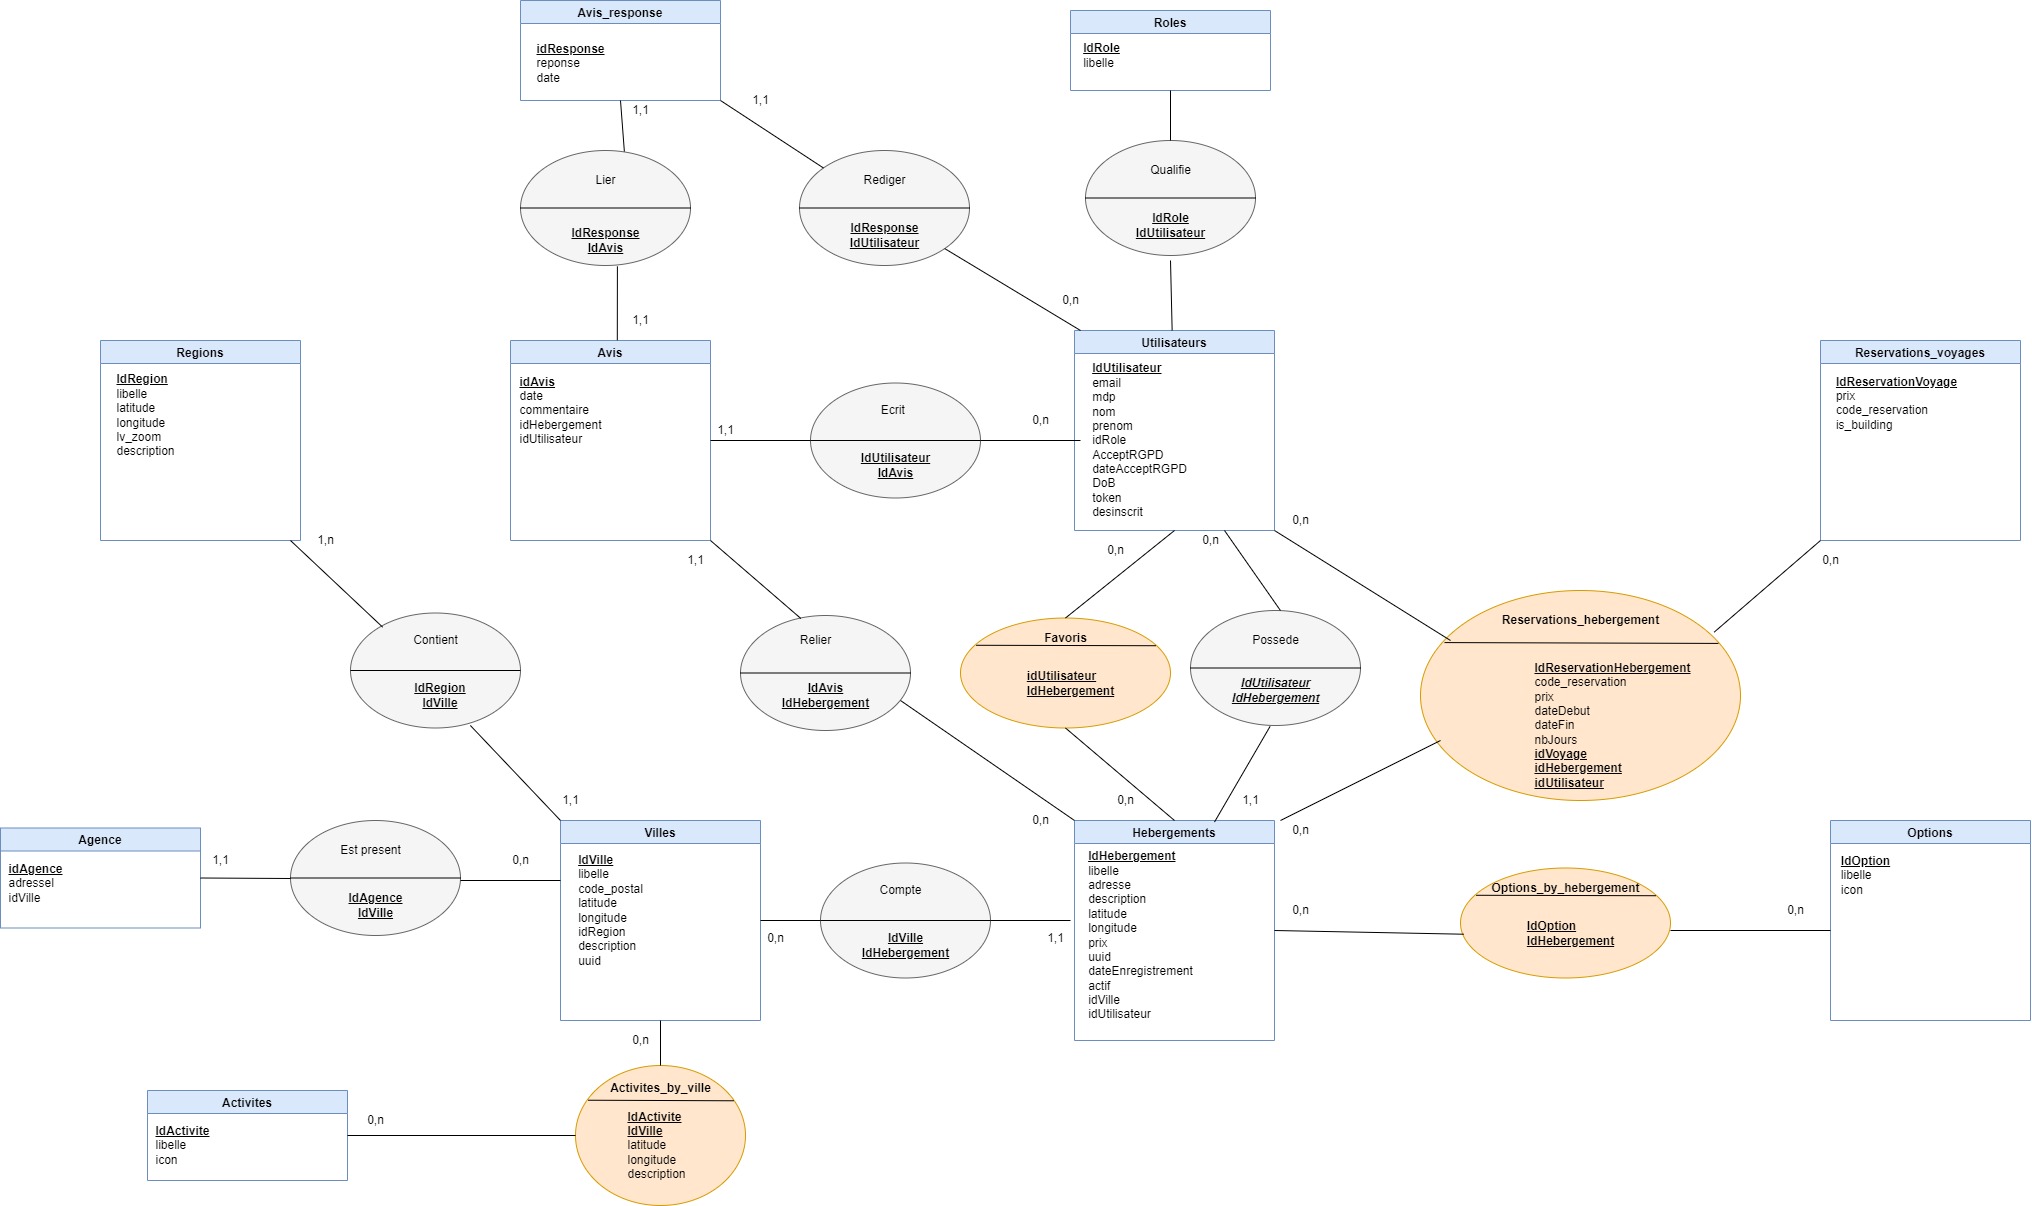 Avis_response
idResponse
reponse
date
Roles
IdRole
libelle
1,1
1,1
Lier
IdResponse
IdAvis
Rediger
IdResponse
IdUtilisateur
Qualifie
IdRole
IdUtilisateur
1,1
0,n
Regions
IdRegion
libelle
latitude
longitude
lv_zoom
description
Avis
idAvis
date
commentaire
idHebergement
idUtilisateur
1,1
Ecrit
IdUtilisateur
IdAvis
0,n
Utilisateurs
IdUtilisateur
email
mdp
nom
prenom
idRole
AcceptRGPD
dateAcceptRGPD
DoB
token
desinscrit
Reservations_voyages
IdReservationVoyage
prix
code_reservation
is_building
1,n
1,1
0,n
0,n
0,n
0,n
Contient
IdRegion
IdVille
Relier
IdAvis
IdHebergement
Favoris
idUtilisateur
IdHebergement
Possede
IdUtilisateur
IdHebergement
Reservations_hebergement
IdReservationHebergement
code_reservation
prix
dateDebut
dateFin
nbJours
idVoyage
idHebergement
idUtilisateur
1,1
0,n
0,n
1,1
0,n
Agence
idAgence
adressel
idVille
1,1
Est present
IdAgence
IdVille
0,n
Villes
IdVille
libelle
code_postal
latitude
longitude
idRegion
description
uuid
0,n
Compte
IdVille
IdHebergement
1,1
Hebergements
IdHebergement
libelle
adresse
description
latitude
longitude
prix
uuid
dateEnregistrement
actif
idVille
idUtilisateur
0,n
Options_by_hebergement
IdOption
IdHebergement
0,n
Options
IdOption
libelle
icon
0,n
Activites
IdActivite
libelle
icon
0,n
Activites_by_ville
IdActivite
IdVille
latitude
longitude
description